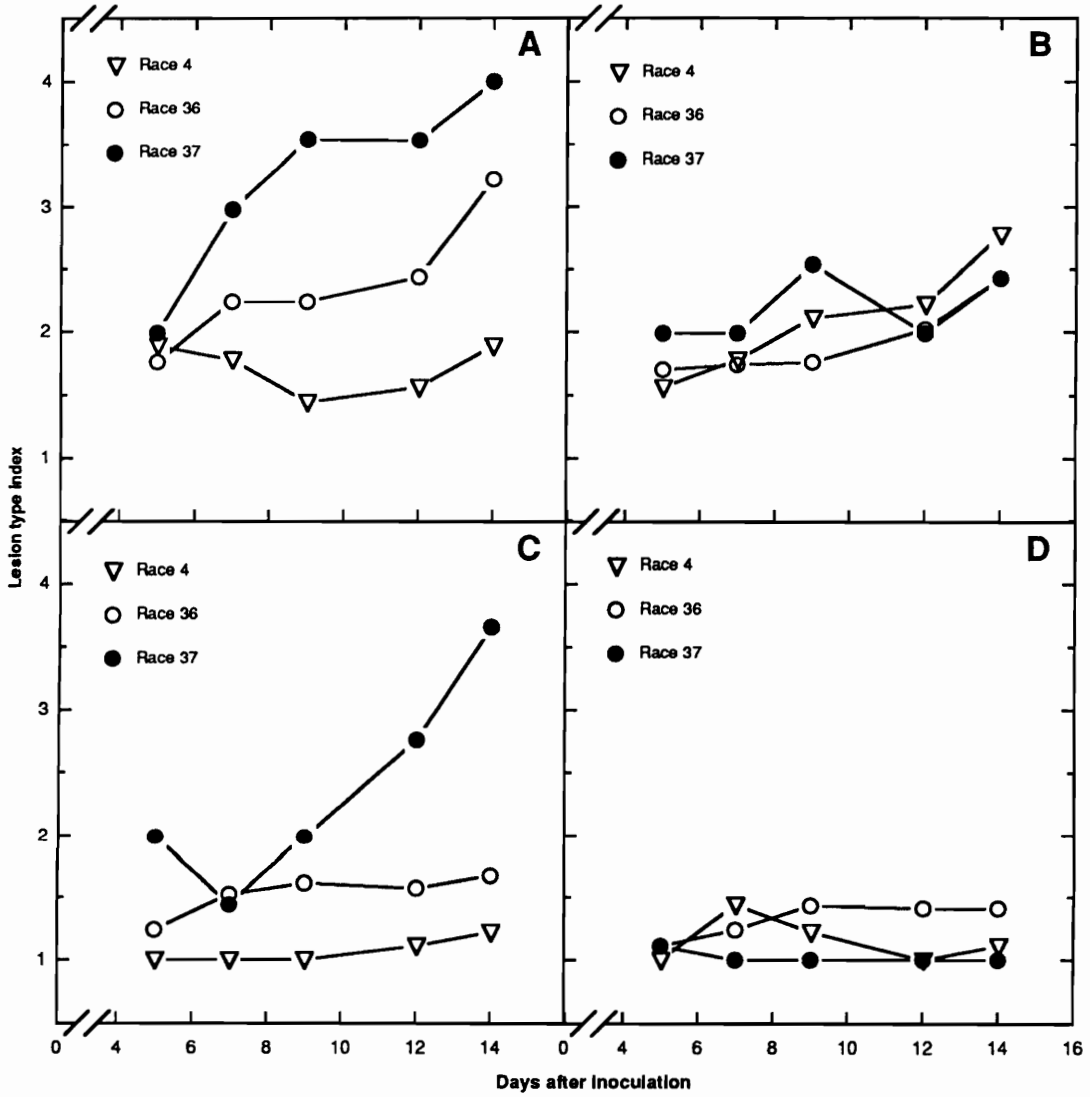 A
Race 4
Race 36
Race 37
B
Race 4
Race 36
Race 37
4
3
2
1
C
Race 4
Race 36
Race 37
D
Race 4
Race 36
Race 37
4
3
2
1
Lesion type index
0 4 6 8 10 12 14 0 4 6 8 10 12 14 16
Days after inoculation